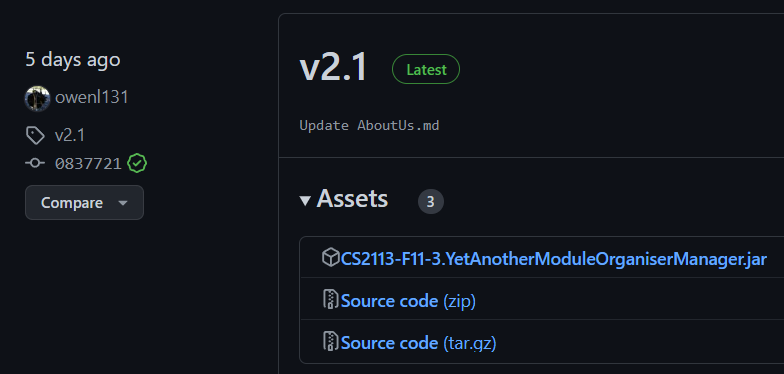 5 days ago
owenl131
v2.1
0837721
Compare
v2.1 Latest
Update AboutUs.md
Assets 3
CS2113-F11-3.YetAnotherModuleOrganiserManager.jar
Source code (zip)
Source code (tar.gz)